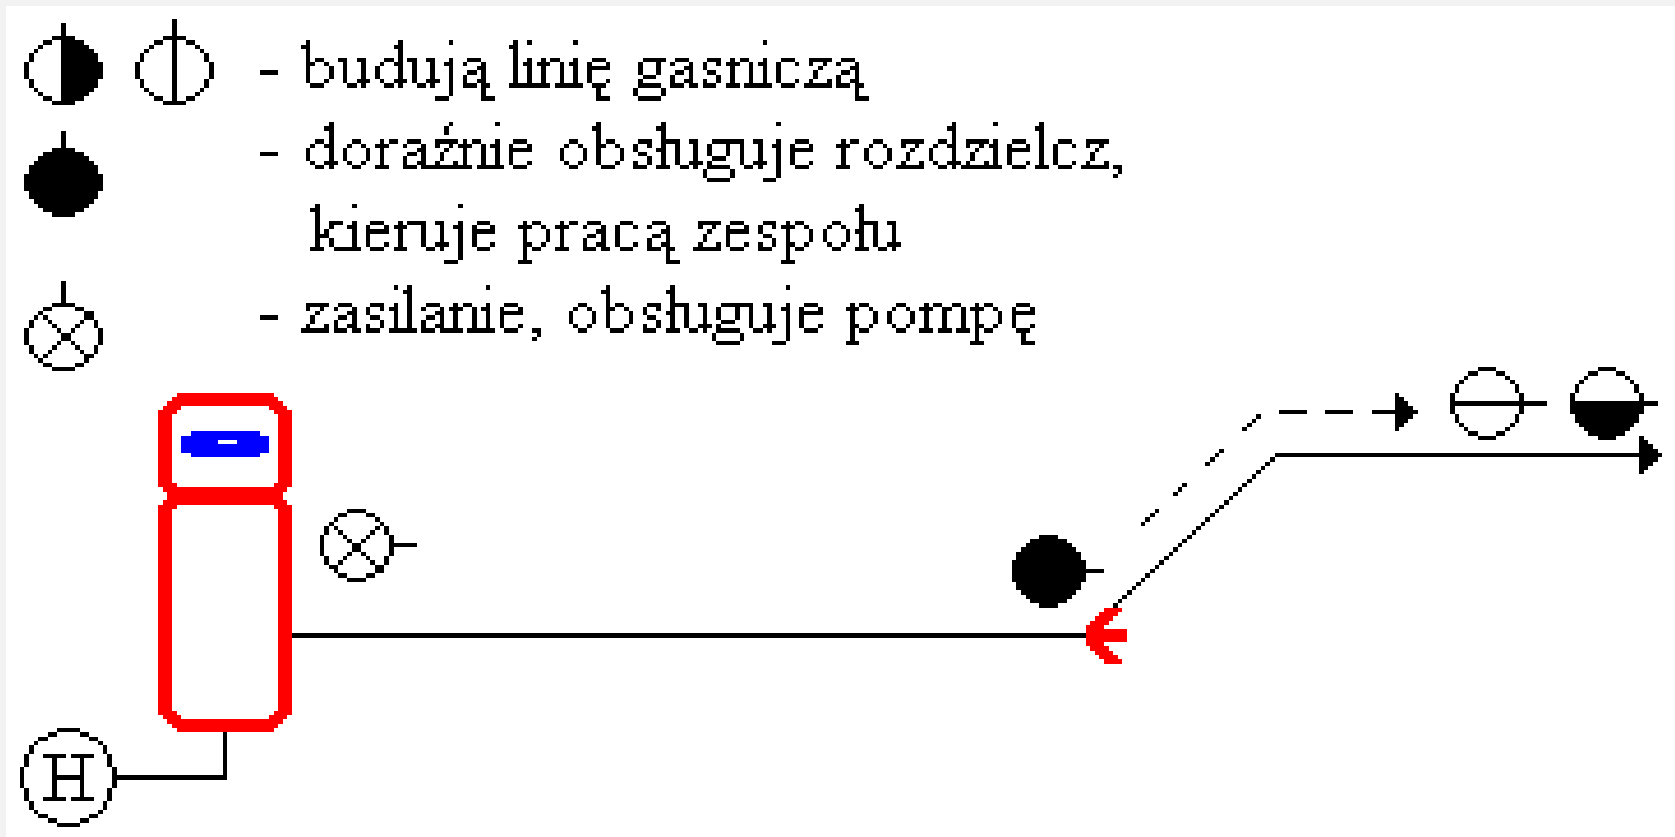 - budują linię gasniczą
- doraźnie obsługuje rozdzielcz,
kieruje pracą zespołu
- zasilanie, obsługuje pompę
H